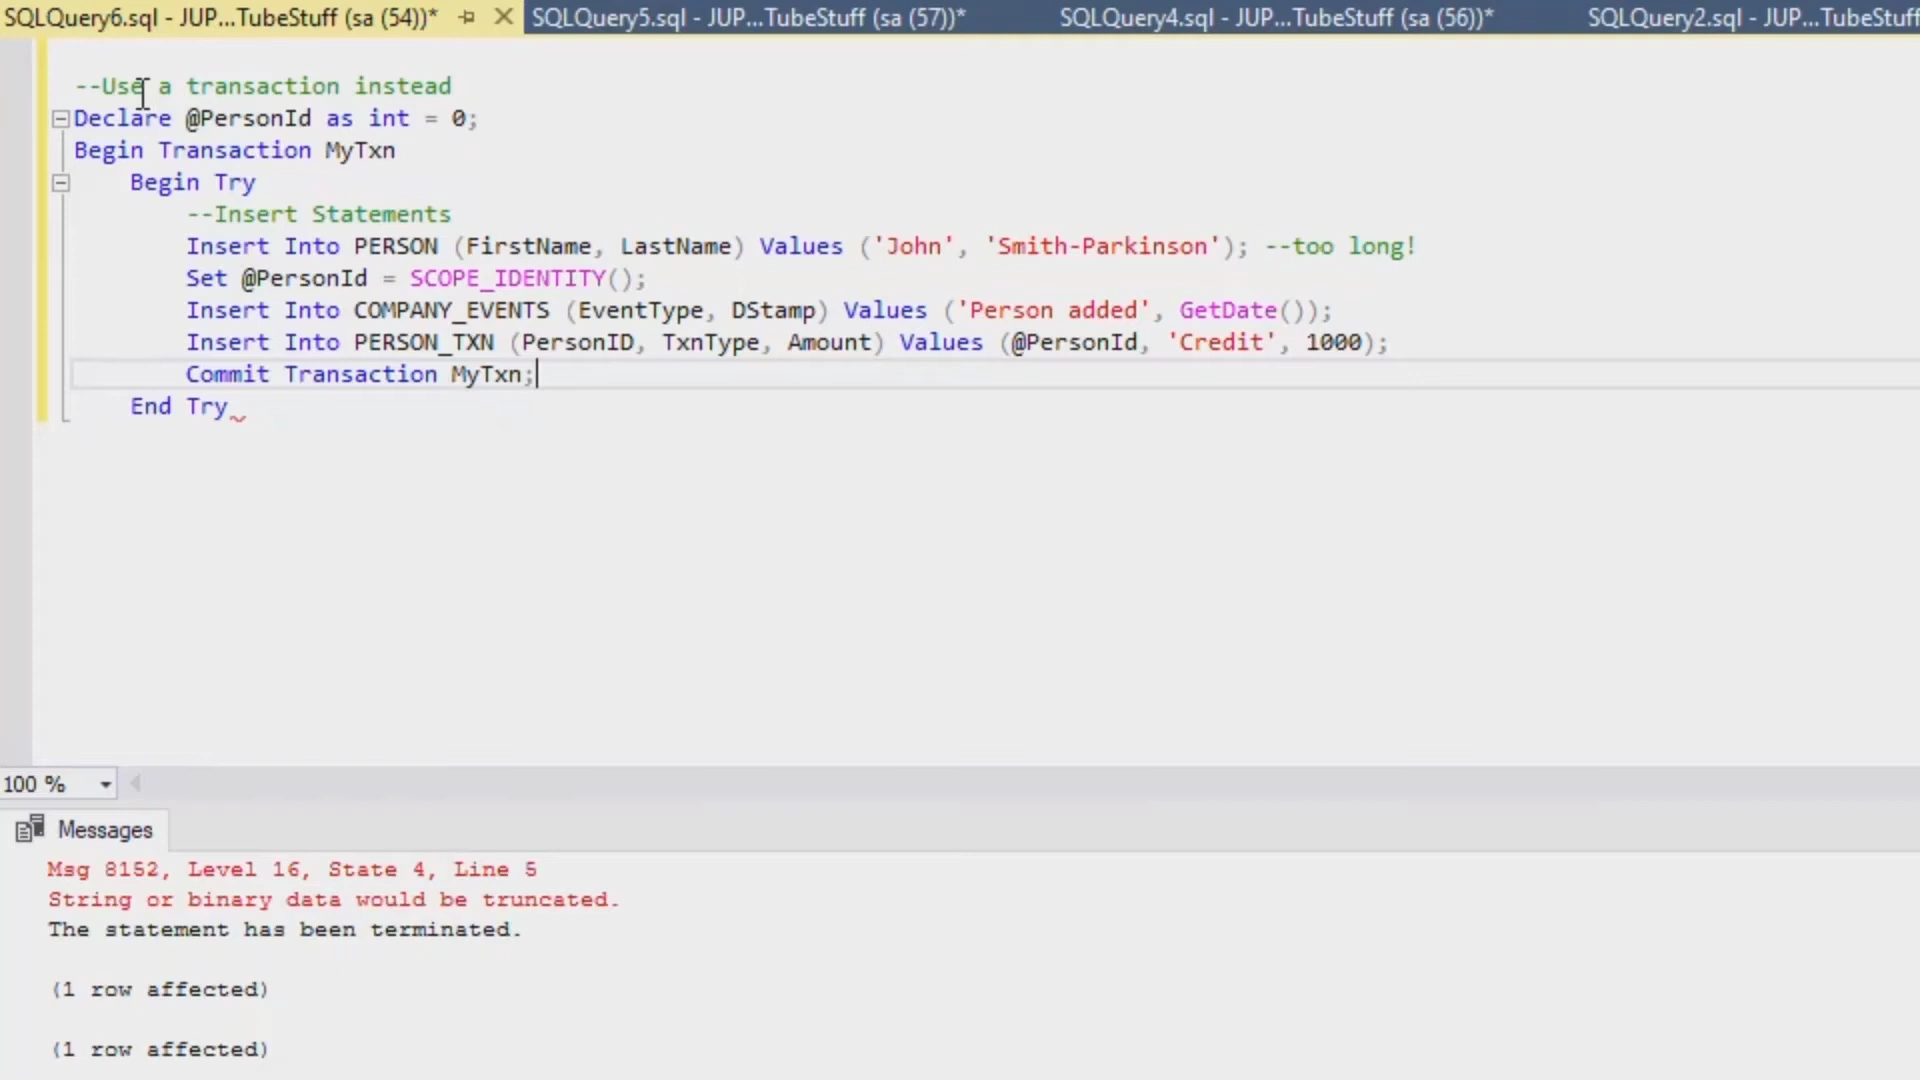 SQLQuery6.sql - JUP...TubeStuff (sa (54))* SQLQuery5.sql - JUP...TubeStuff (sa (57))* SQLQuery4.sql - JUP...TubeStuff (sa (56))* SQLQuery2.sql - JUP...TubeStuff
--Use a transaction instead
Declare @PersonId as int = 0;
Begin Transaction MyTxn
Begin Try
--Insert Statements
Insert Into PERSON (FirstName, LastName) Values ('John', 'Smith-Parkinson'); --too long!
Set @PersonId = SCOPE_IDENTITY();
Insert Into COMPANY_EVENTS (EventType, DStamp) Values ('Person added', GetDate());
Insert Into PERSON_TXN (PersonID, TxnType, Amount) Values (@PersonId, 'Credit', 1000);
Commit Transaction MyTxn;
End Try
100 %
Messages
Msg 8152, Level 16, State 4, Line 5
String or binary data would be truncated.
The statement has been terminated.
(1 row affected)
(1 row affected)